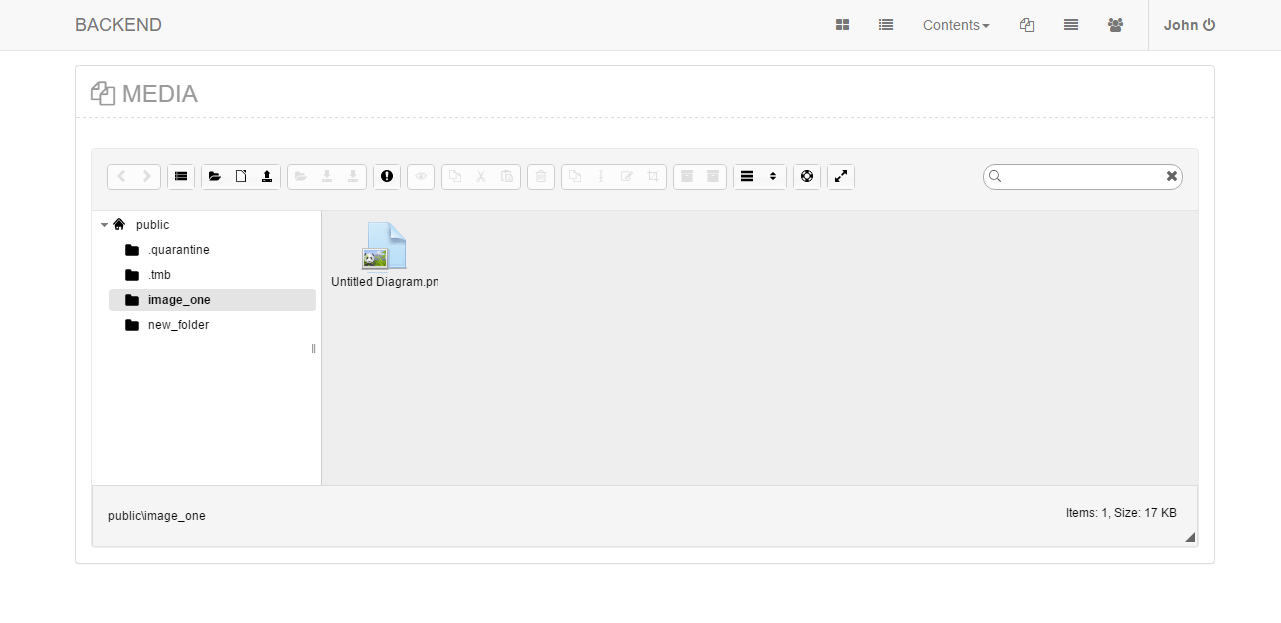 BACKEND
Contents
John
MEDIA
public
.quarantine
.tmb
image_one
new_folder
Untitled Diagram.pn
public\image_one
Items: 1, Size: 17 KB